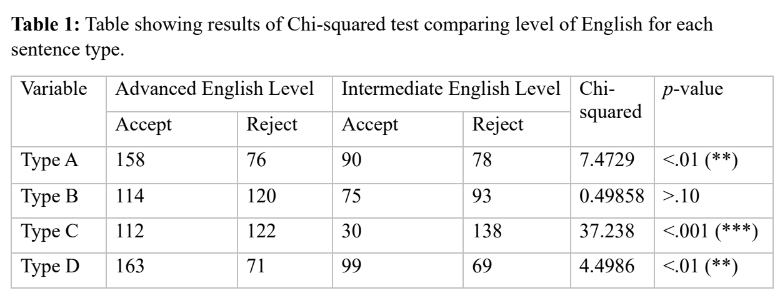 Table 1: Table showing results of Chi-squared test comparing level of English for each
sentence type.
Variable Advanced English Level Intermediate English Level Chi-squared p-value
Accept Reject Accept Reject
Type A 158 76 90 78 7.4729 <.01 (**)
Type B 114 120 75 93 0.49858 >.10
Type C 112 122 30 138 37.238 <.001 (***)
Type D 163 71 99 69 4.4986 <.01 (**)